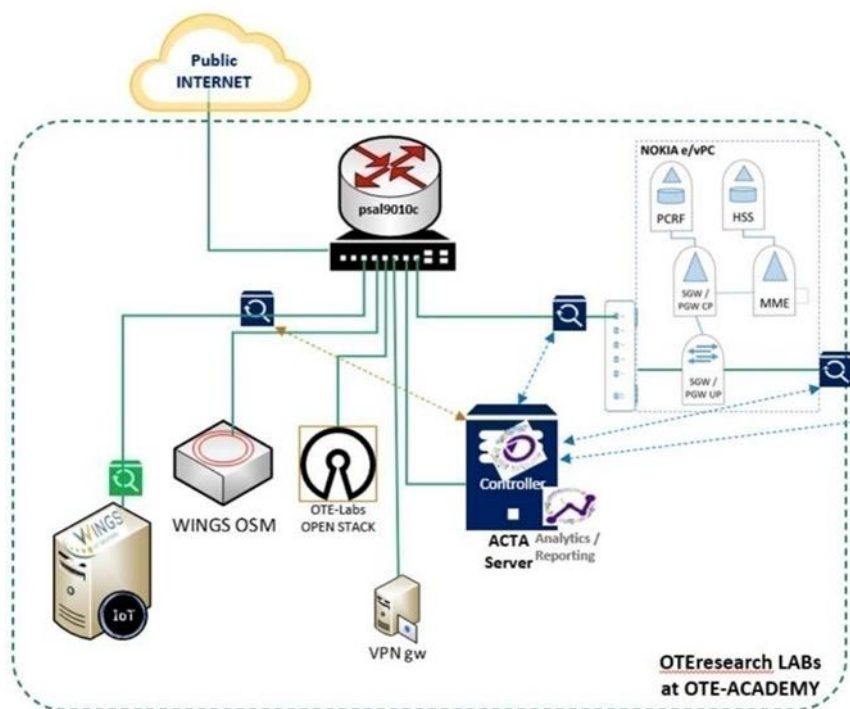 Public
INTERNET
psal9010c
NOKIA e/vPC
PCRF
HSS
SGW /
PGW CP
MME
SGW /
PGW UP
WINGS OSM
OTE-Labs
OPEN STACK
Controller
ACTA
Server
Analytics /
Reporting
WINGS
IoT
VPN gw
OTEresearch LABs
at OTE-ACADEMY